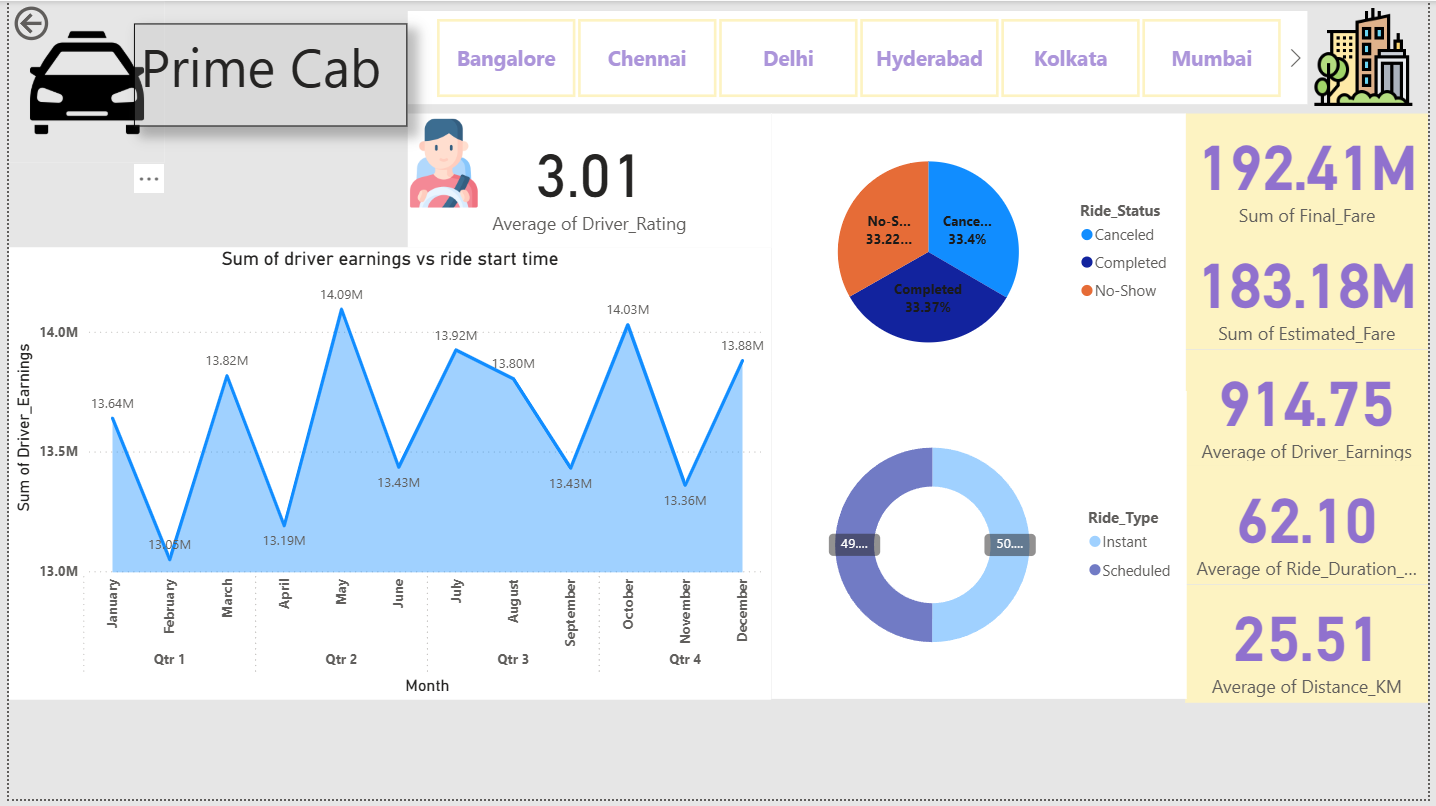 Prime Cab
Bangalore
Chennai
Delhi
Hyderabad
Kolkata
Mumbai
...
3.01
Average of Driver_Rating
Sum of driver earnings vs ride start time
Sum of Driver_Earnings
14.0M
13.5M
13.0M
13.64M
13.05M
13.82M
13.19M
14.09M
13.43M
13.92M
13.80M
13.43M
14.03M
13.36M
13.88M
January
February
March
April
May
June
July
August
September
October
November
December
Qtr 1
Qtr 2
Qtr 3
Qtr 4
Month
No-S...
33.22...
Cance...
33.4%
Completed
33.37%
Ride_Status
Canceled
Completed
No-Show
49....
50....
Ride_Type
Instant
Scheduled
192.41M
Sum of Final_Fare
183.18M
Sum of Estimated_Fare
914.75
Average of Driver_Earnings
62.10
Average of Ride_Duration_...
25.51
Average of Distance_KM